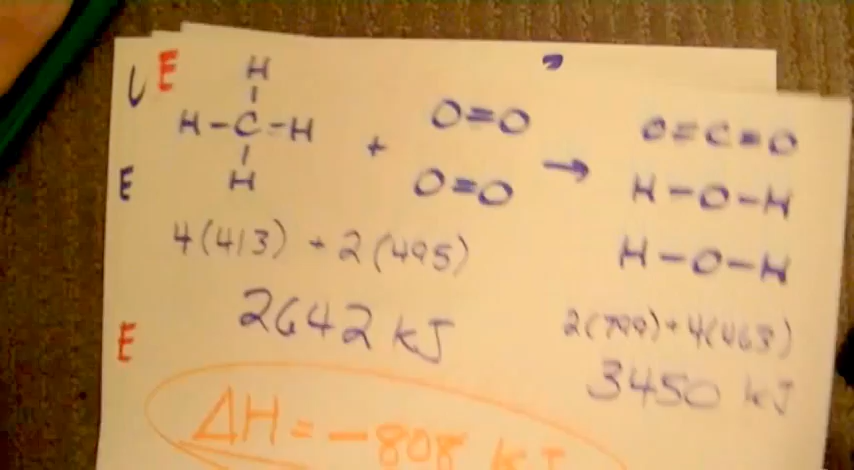 U E
H
H-C-H + O=O
H
O=O →
O=C=O
H-O-H
H-O-H
E
4(413) + 2(495)
2642 kJ
2(799)+4(463)
3450 kJ
E
ΔH = -808 kJ